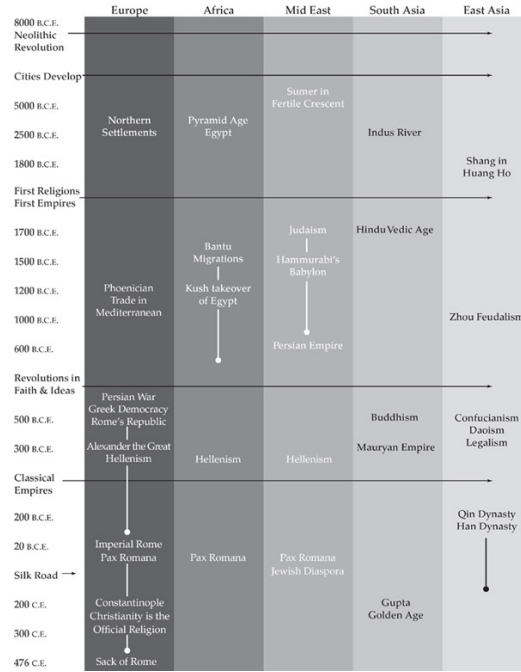 Europe
Africa
Mid East
South Asia
East Asia
8000 B.C.E.
Neolithic
Revolution
Cities Develop
5000 B.C.E.
Sumer in
Fertile Crescent
2500 B.C.E.
Northern
Settlements
Pyramid Age
Egypt
Indus River
1800 B.C.E.
Shang in
Huang Ho
First Religions
First Empires
1700 B.C.E.
Judaism
Hindu Vedic Age
1500 B.C.E.
Bantu
Migrations
Hammurabi's
Babylon
1200 B.C.E.
Phoenician
Trade in
Mediterranean
Kush takeover
of Egypt
1000 B.C.E.
Zhou Feudalism
600 B.C.E.
Persian Empire
Revolutions in
Faith & Ideas
500 B.C.E.
Persian War
Greek Democracy
Rome's Republic
Buddhism
Confucianism
Daoism
Legalism
300 B.C.E.
Alexander the Great
Hellenism
Hellenism
Hellenism
Mauryan Empire
Classical
Empires
200 B.C.E.
Qin Dynasty
Han Dynasty
20 B.C.E.
Imperial Rome
Pax Romana
Pax Romana
Pax Romana
Jewish Diaspora
Silk Road
200 C.E.
Constantinople
Christianity is the
Official Religion
Gupta
Golden Age
300 C.E.
476 C.E.
Sack of Rome